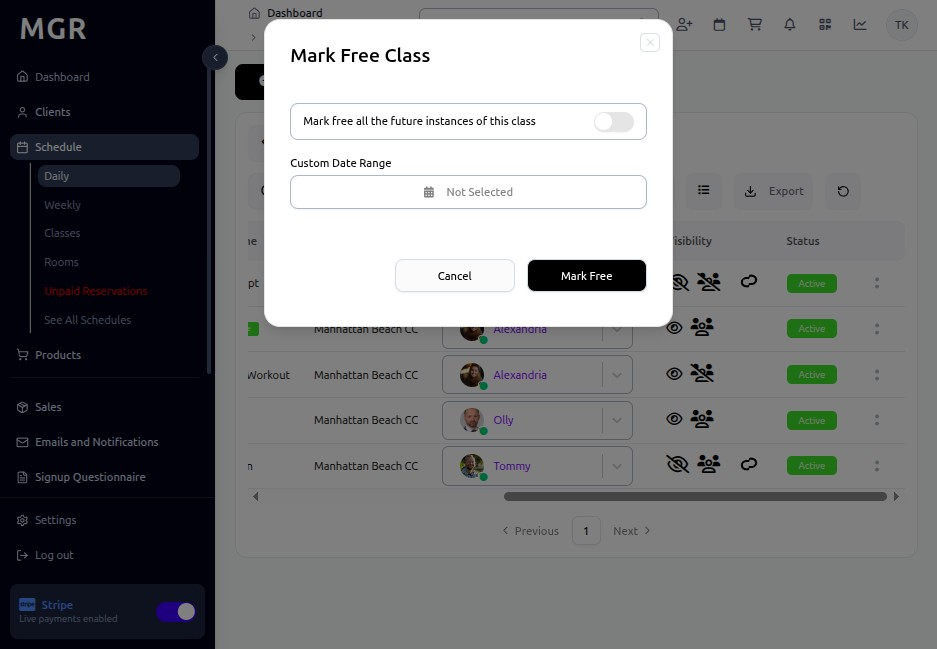 MGR
Dashboard
Clients
Schedule
Daily
Weekly
Classes
Rooms
Unpaid Reservations
See All Schedules
Products
Sales
Emails and Notifications
Signup Questionnaire
Settings
Log out
stripe
Stripe
Live payments enabled
Dashboard
TK
Mark Free Class
Mark free all the future instances of this class
Custom Date Range
Not Selected
Cancel
Mark Free
Export
Status
Active
Manhattan Beach CC Alexandria Active
Workout Manhattan Beach CC Alexandria Active
Manhattan Beach CC Olly Active
Manhattan Beach CC Tommy Active
Previous 1 Next